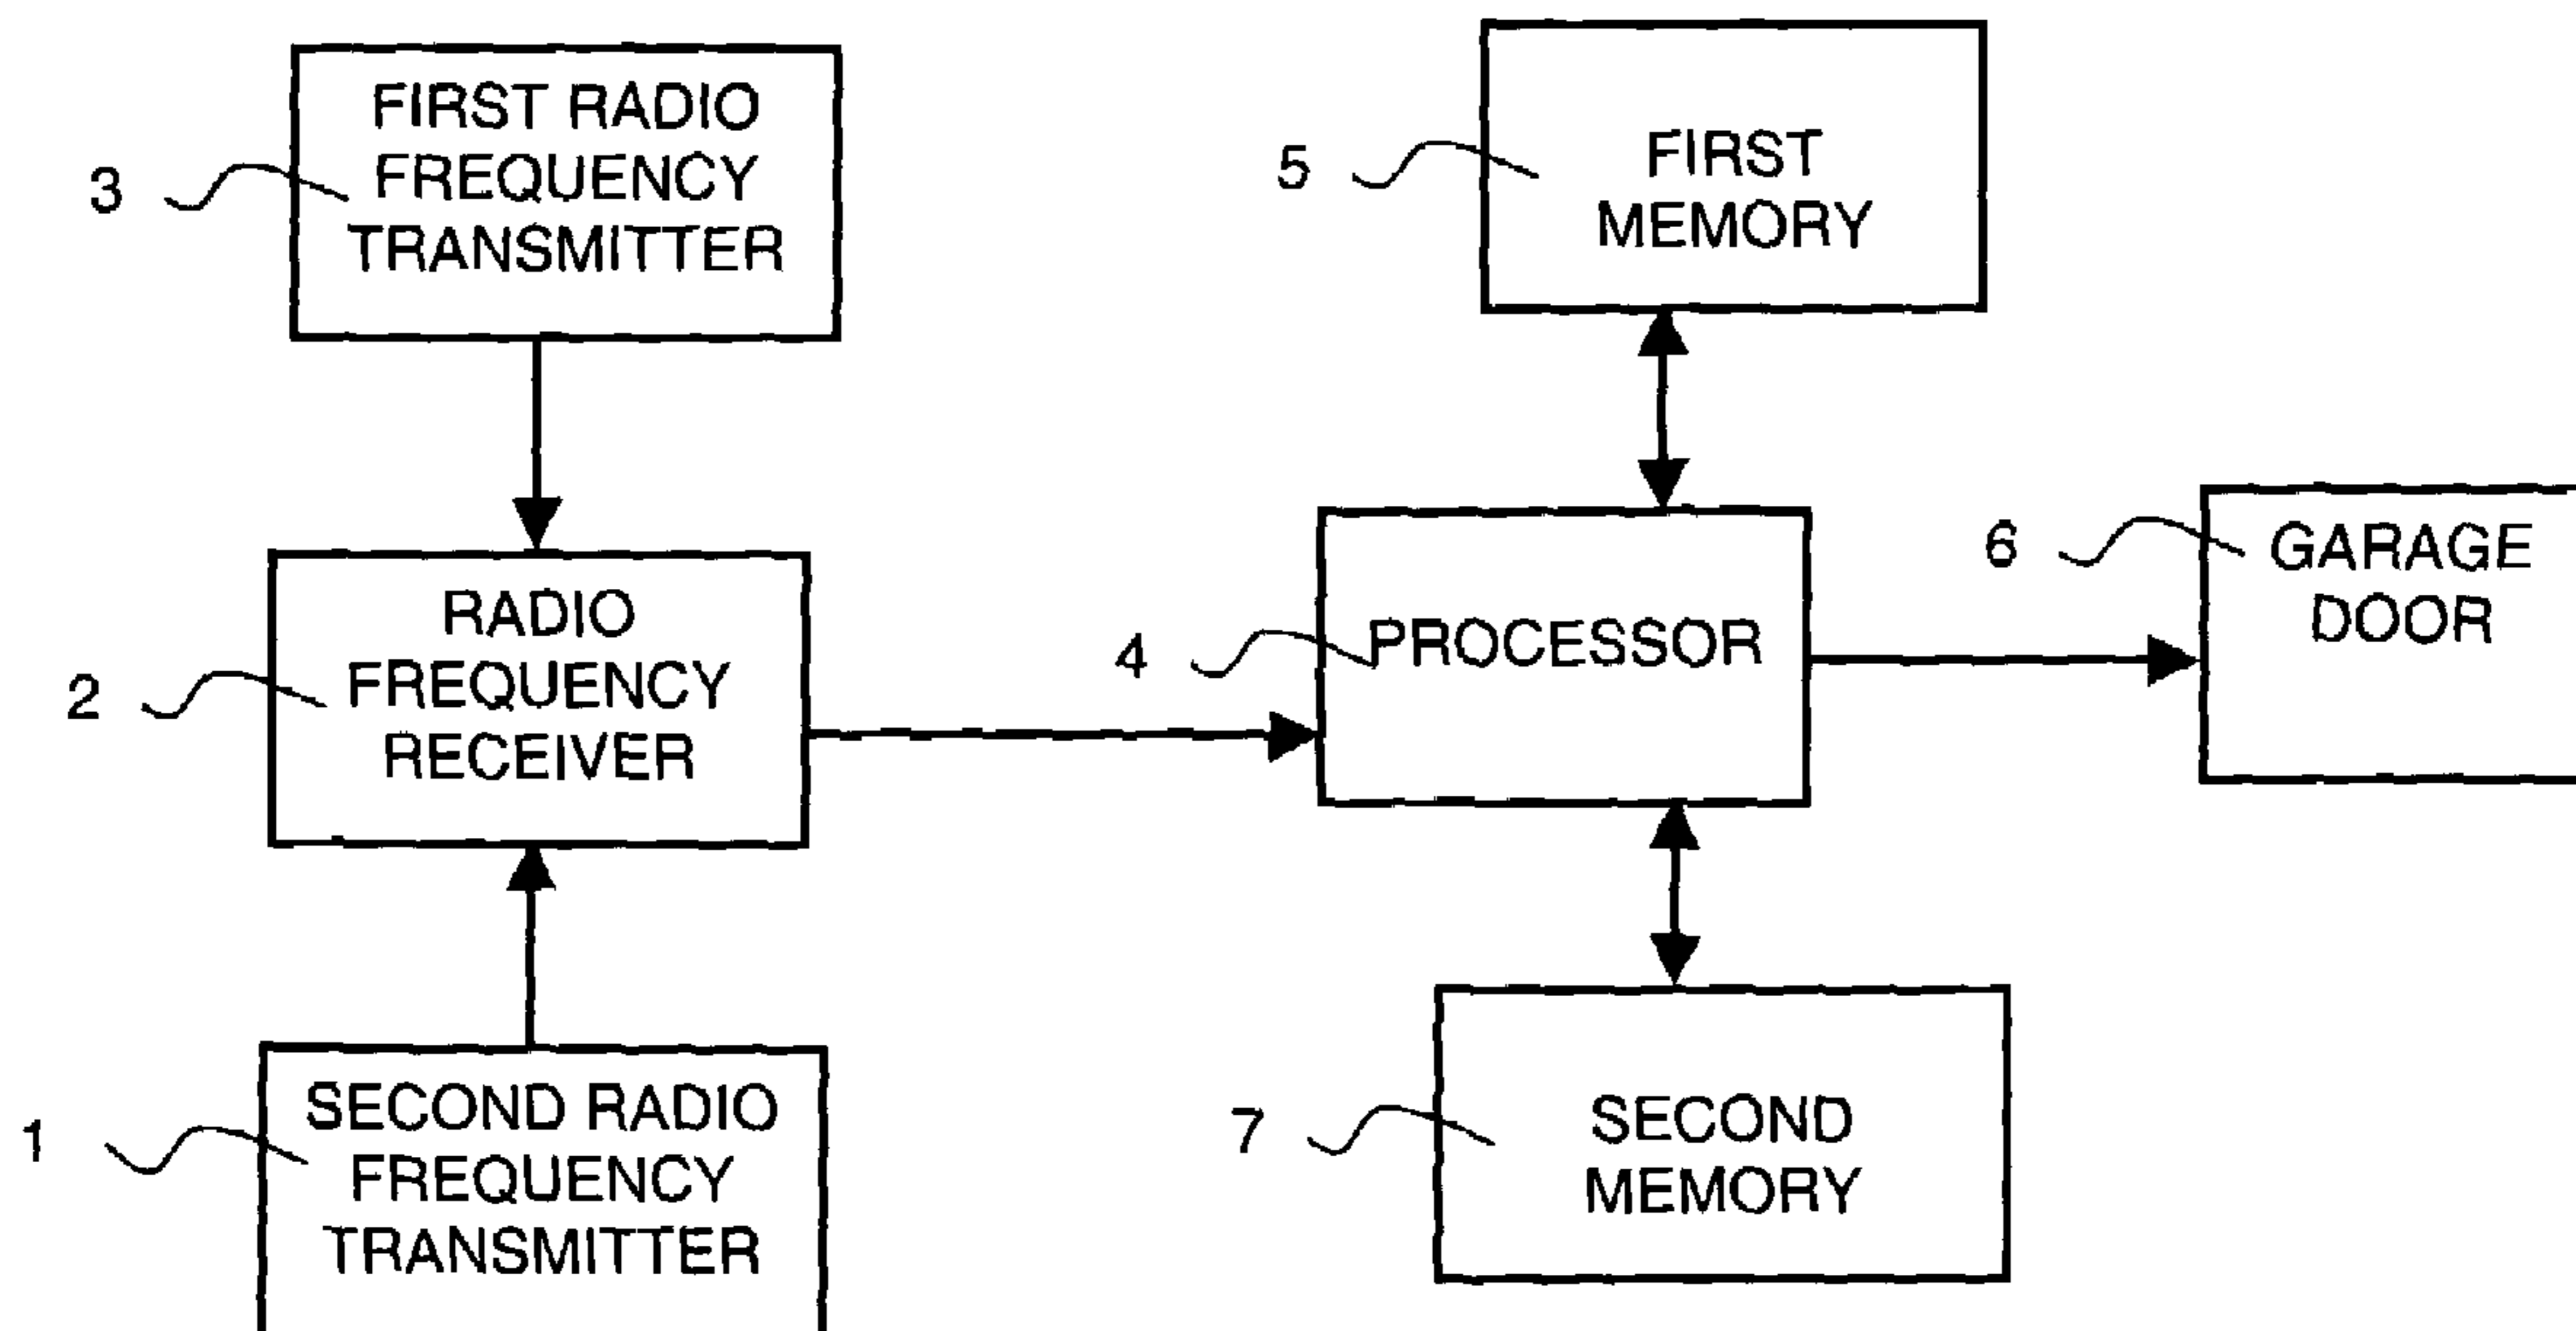 3
FIRST RADIO
FREQUENCY
TRANSMITTER
5
FIRST
MEMORY
2
RADIO
FREQUENCY
RECEIVER
4
PROCESSOR
6
GARAGE
DOOR
1
SECOND RADIO
FREQUENCY
TRANSMITTER
7
SECOND
MEMORY